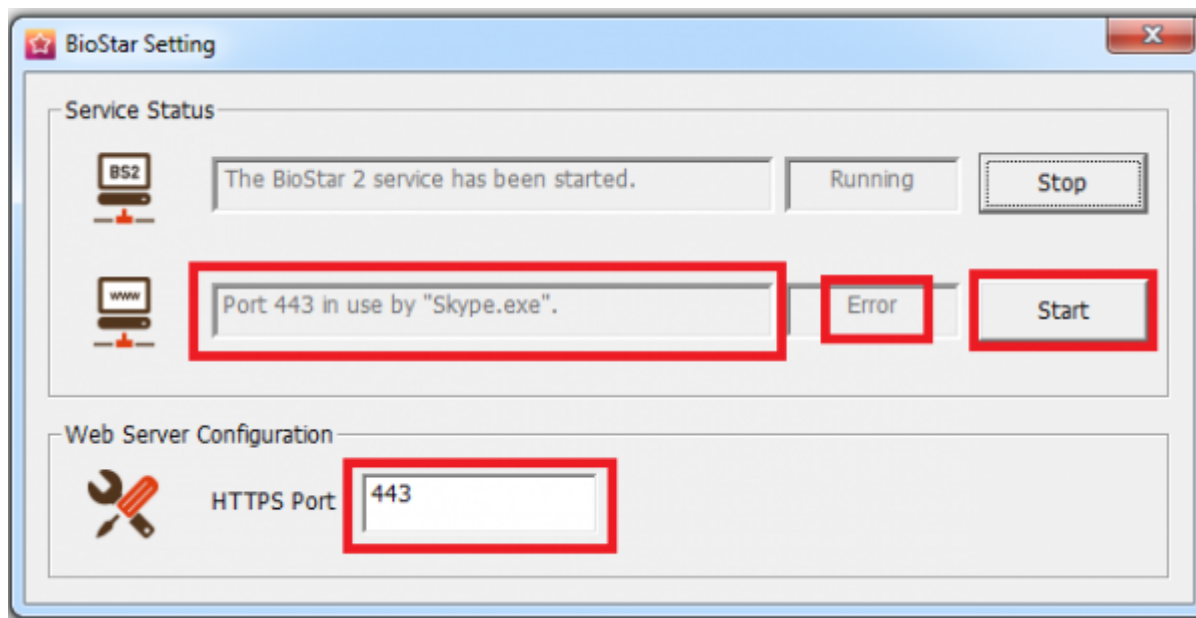 BioStar Setting
Service Status
BS2
The BioStar 2 service has been started. Running Stop
www
Port 443 in use by "Skype.exe". Error Start
Web Server Configuration
HTTPS Port 443